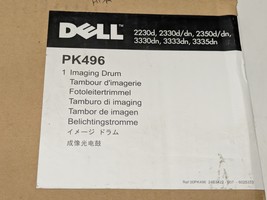 DELL
2230d, 2330d/dn, 2350d/dn,
3330dn, 3333dn, 3335dn
PK496
1 Imaging Drum
Tambour d'imagerie
Fotoleitertrimmel
Tamburo di imaging
Tambor de imagen
Belichtingstromme
イメージ ドラム
成像光电鼓